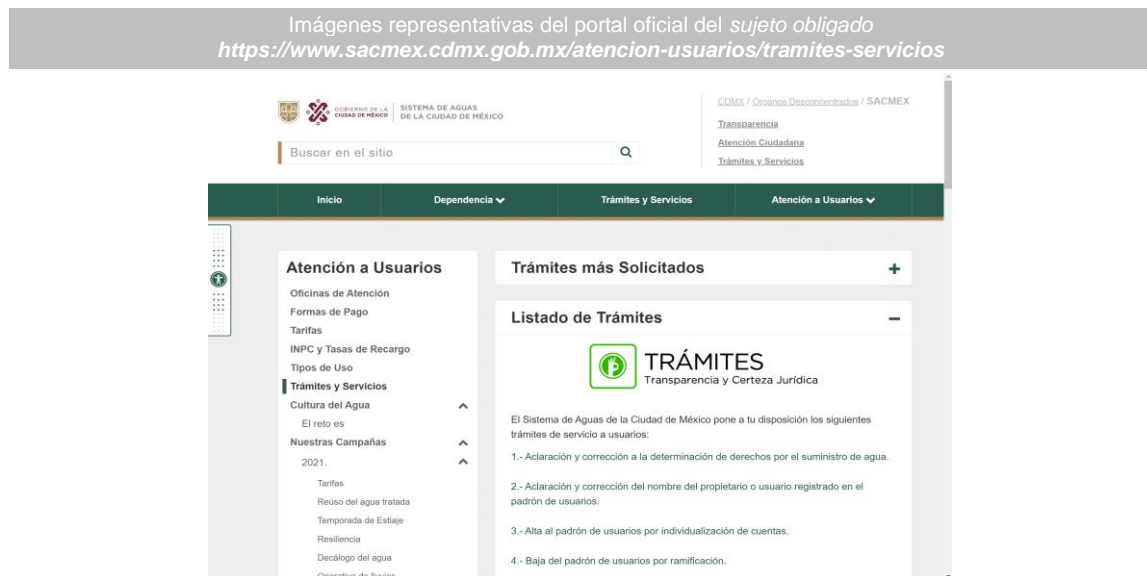 Imágenes representativas del portal oficial del sujeto obligado
https://www.sacmex.cdmx.gob.mx/atencion-usuarios/tramites-servicios
GOBIERNO DE LA
CIUDAD DE MÉXICO
SISTEMA DE AGUAS
DE LA CIUDAD DE MÉXICO
CDMX / Órganos Desconcentrados / SACMEX
Transparencia
Atención Ciudadana
Trámites y Servicios
Buscar en el sitio
Inicio
Dependencia
Trámites y Servicios
Atención a Usuarios
Atención a Usuarios
Oficinas de Atención
Formas de Pago
Tarifas
INPC y Tasas de Recargo
Tipos de Uso
Trámites y Servicios
Cultura del Agua
El reto es
Nuestras Campañas
2021.
Tarifas
Reúso del agua tratada
Temporada de Estiaje
Resiliencia
Decálogo del agua
Operativo de lluvias
Trámites más Solicitados
Listado de Trámites
TRÁMITES
Transparencia y Certeza Jurídica
El Sistema de Aguas de la Ciudad de México pone a tu disposición los siguientes
trámites de servicio a usuarios:
1.- Aclaración y corrección a la determinación de derechos por el suministro de agua.
2.- Aclaración y corrección del nombre del propietario o usuario registrado en el
padrón de usuarios.
3.- Alta al padrón de usuarios por individualización de cuentas.
4.- Baja del padrón de usuarios por ramificación.